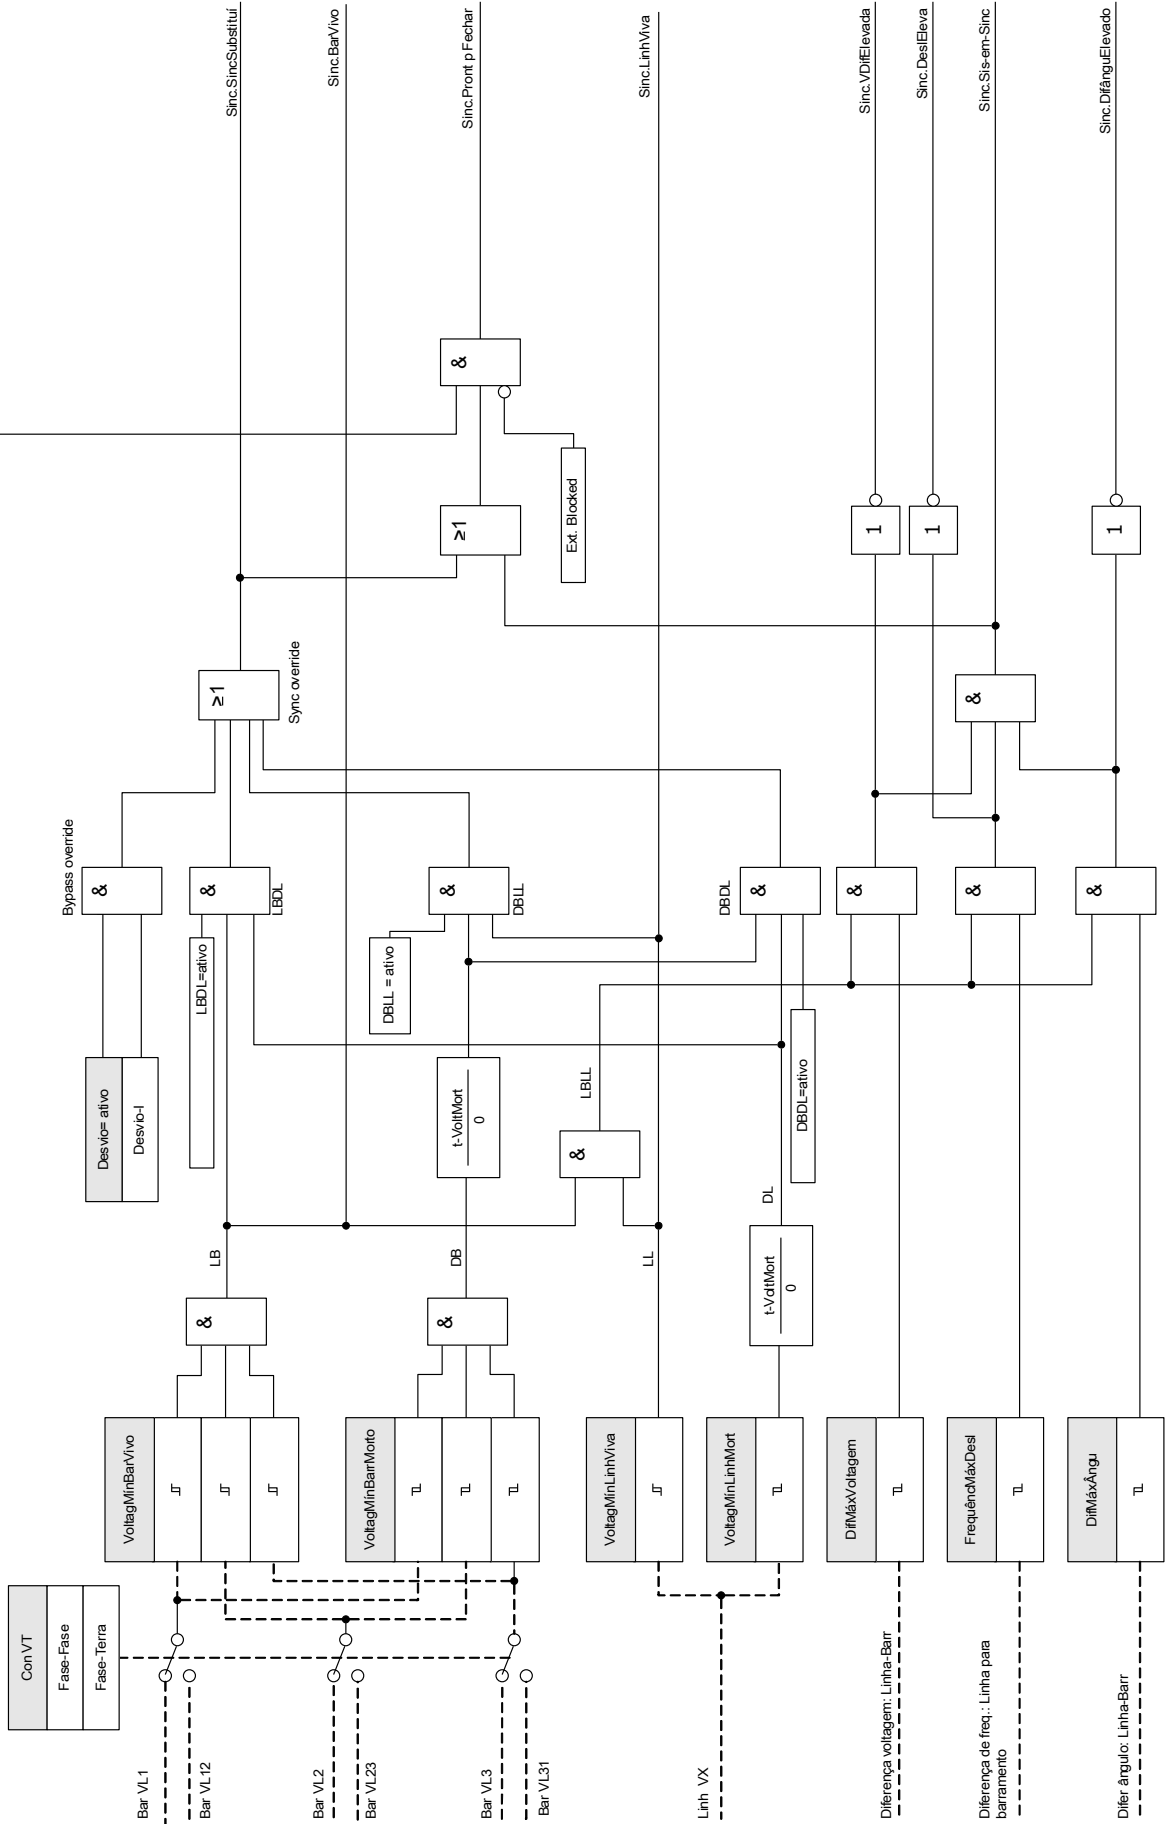 Sinc.SincSubstituí
Sinc.BarVivo
Sinc.Pront p Fechar
Sinc.LinhViva
Sinc.VDifElevada
Sinc.DeslEleva
Sinc.Sis-em-Sinc
Sinc.DifânguElevado
&
≥1
Ext. Blocked
1
1
1
≥1
Sync override
&
Bypass override
&
&
LBDL
&
DBLL
DBDL
&
&
&
&
Desvio= ativo
Desvio-I
LBDL=ativo
DBLL = ativo
DBDL=ativo
t-VoltMort
0
LBLL
&
DL
t-VoltMort
0
LB
DB
LL
&
&
VoltagMínBarVivo
VoltagMínBarrMorto
VoltagMínLinhViva
VoltagMínLinhMort
DifMáxVoltagem
FrequêncMáxDesl
DifMáxÂngu
Con VT
Fase-Fase
Fase-Terra
Bar VL1
Bar VL12
Bar VL2
Bar VL23
Bar VL3
Bar VL31
Linh VX
Diferença voltagem: Linha-Barr
Diferença de freq.: Linha para
barramento
Difer ângulo: Linha-Barr